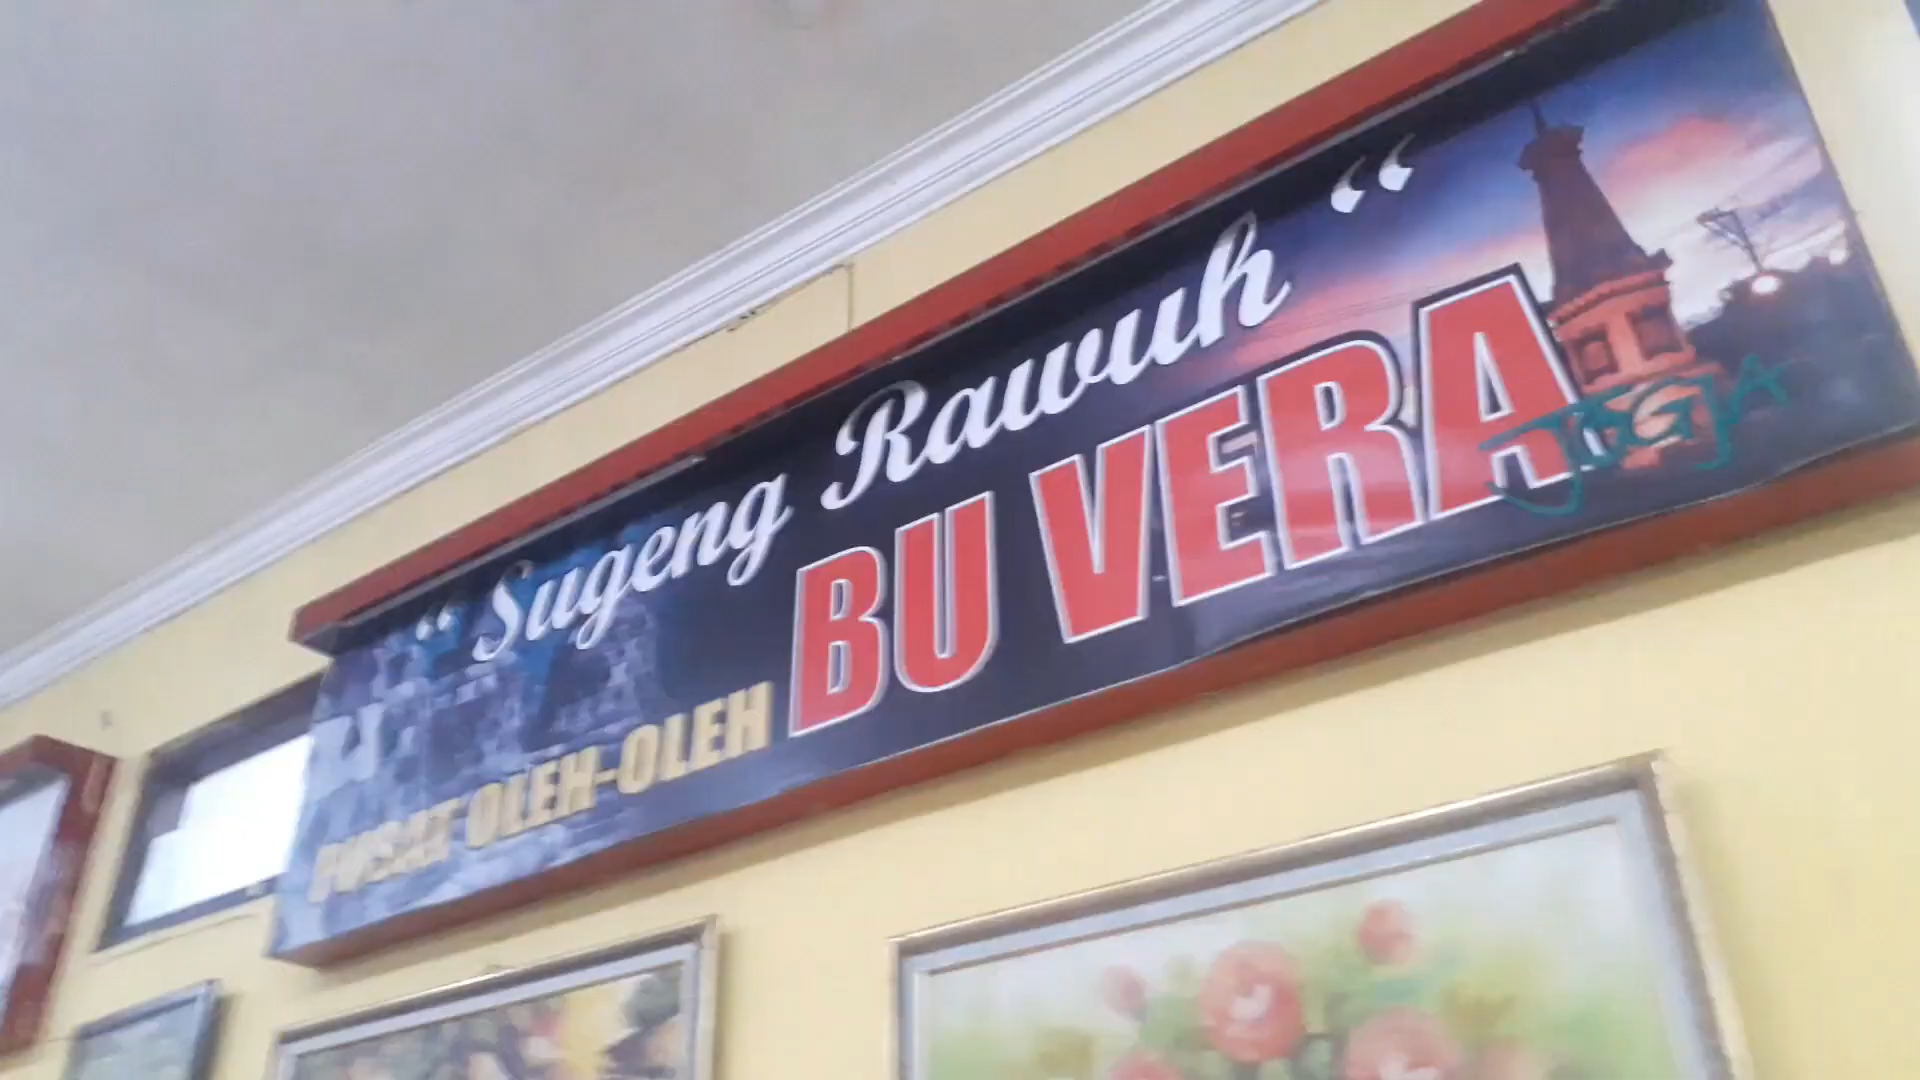 “ Sugeng Rawuh “
PUSAT OLEH-OLEH BU VERA
JOGJA